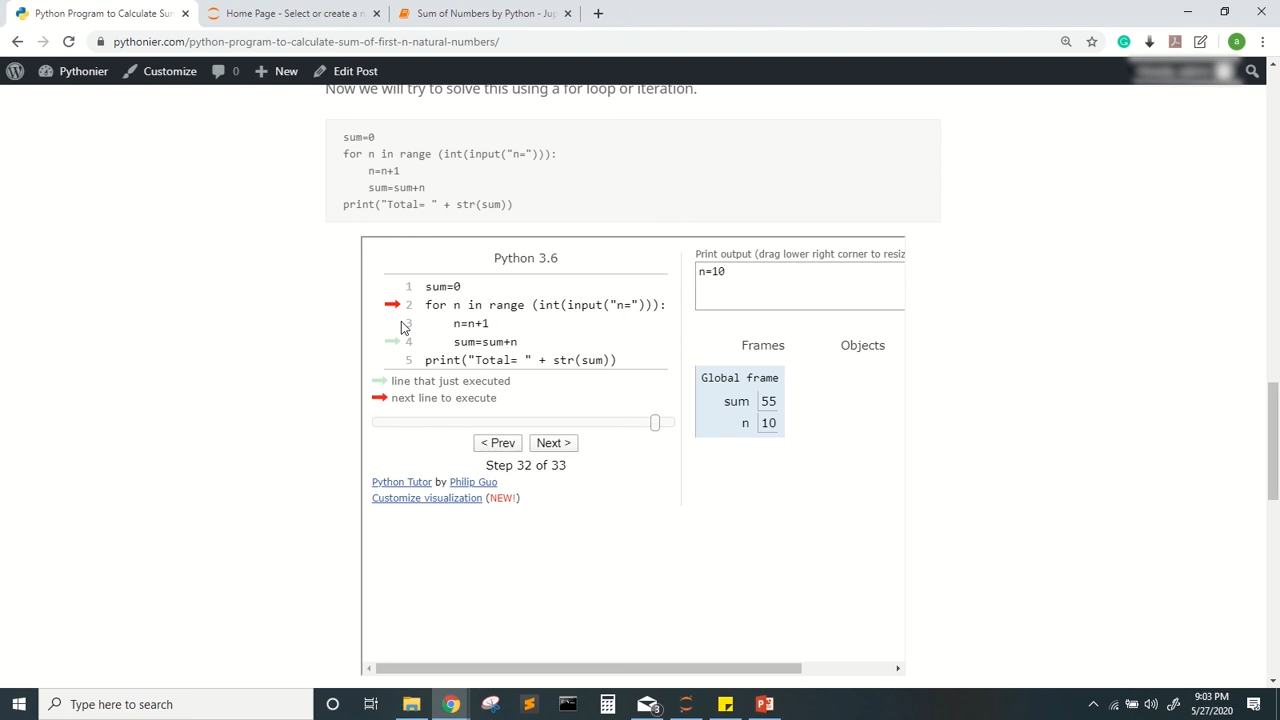 Python Program to Calculate Sum
Home Page - Select or create a n
Sum of Numbers by Python - Jup
pythonier.com/python-program-to-calculate-sum-of-first-n-natural-numbers/
a
Pythonier
Customize
0
New
Edit Post
Now we will try to solve this using a for loop or iteration.
sum=0
for n in range (int(input("n="))):
n=n+1
sum=sum+n
print("Total= " + str(sum))
Python 3.6
1 sum=0
2 for n in range (int(input("n="))):
3 n=n+1
4 sum=sum+n
5 print("Total= " + str(sum))
line that just executed
next line to execute
< Prev
Next >
Step 32 of 33
Python Tutor by Philip Guo
Customize visualization (NEW!)
Print output (drag lower right corner to resiz
n=10
Frames
Objects
Global frame
sum 55
n 10
Type here to search
3
9:03 PM
5/27/2020